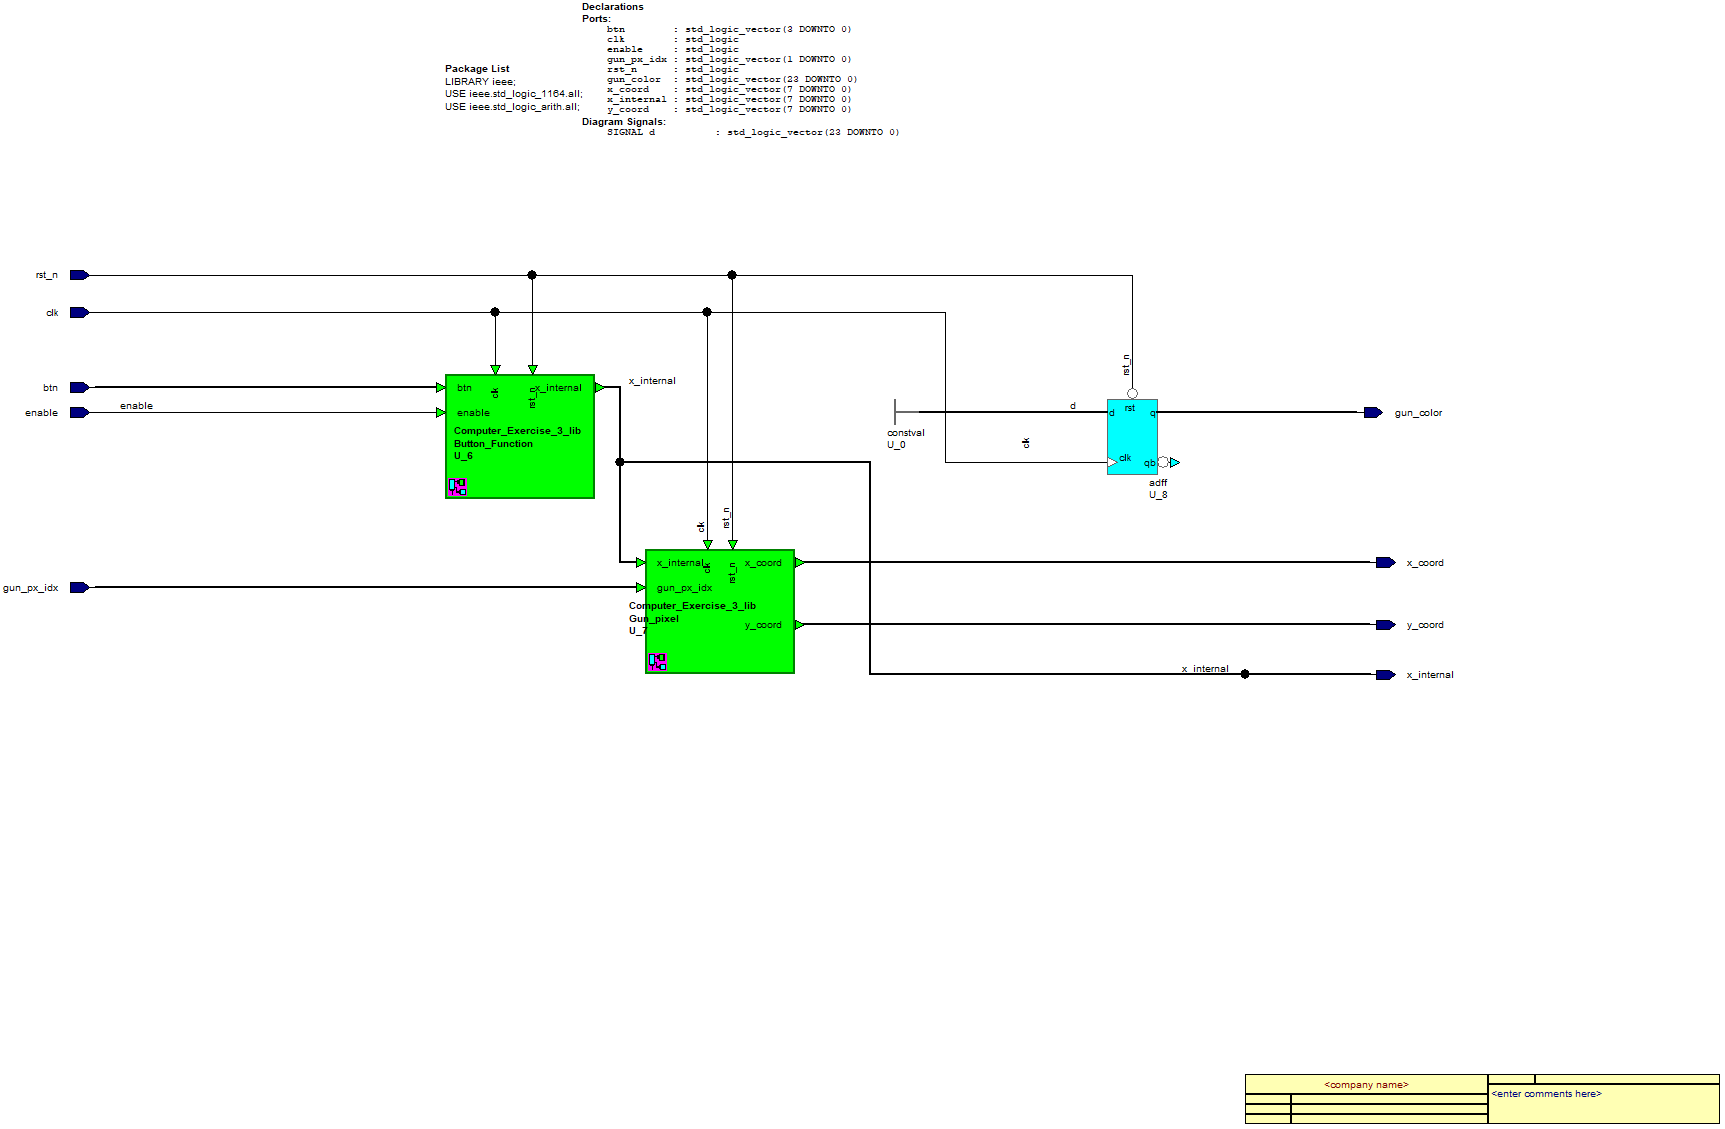 Declarations
Ports:
btn : std_logic_vector(3 DOWNTO 0)
clk : std_logic
enable : std_logic
gun_px_idx : std_logic_vector(1 DOWNTO 0)
rst_n : std_logic
gun_color : std_logic_vector(23 DOWNTO 0)
x_coord : std_logic_vector(7 DOWNTO 0)
x_internal : std_logic_vector(7 DOWNTO 0)
y_coord : std_logic_vector(7 DOWNTO 0)
Diagram Signals:
SIGNAL d : std_logic_vector(23 DOWNTO 0)
Package List
LIBRARY ieee;
USE ieee.std_logic_1164.all;
USE ieee.std_logic_arith.all;
rst_n
clk
btn
enable
enable
gun_px_idx
btn
clk
rst_n
x_internal
enable
Computer_Exercise_3_lib
Button_Function
U_6
x_internal
clk
rst_n
x_internal
clk
rst_n
x_coord
gun_px_idx
Computer_Exercise_3_lib
Gun_pixel
U_7
y_coord
constval
U_0
d
clk
rst_n
rst
d
q
clk
qb
adff
U_8
gun_color
x_coord
y_coord
x_internal
x_internal
<company name>
<enter comments here>